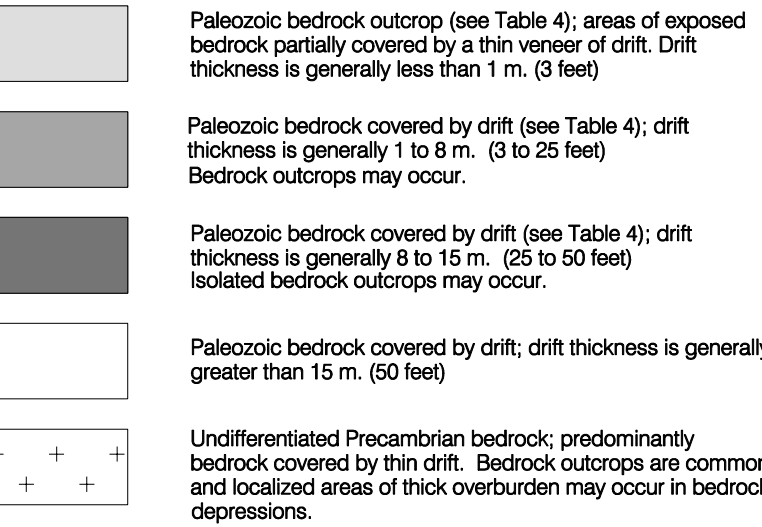 Paleozoic bedrock outcrop (see Table 4); areas of exposed
bedrock partially covered by a thin veneer of drift. Drift
thickness is generally less than 1 m. (3 feet)
Paleozoic bedrock covered by drift (see Table 4); drift
thickness is generally 1 to 8 m. (3 to 25 feet)
Bedrock outcrops may occur.
Paleozoic bedrock covered by drift (see Table 4); drift
thickness is generally 8 to 15 m. (25 to 50 feet)
Isolated bedrock outcrops may occur.
Paleozoic bedrock covered by drift; drift thickness is generally
greater than 15 m. (50 feet)
Undifferentiated Precambrian bedrock; predominantly
bedrock covered by thin drift. Bedrock outcrops are common
and localized areas of thick overburden may occur in bedrock
depressions.